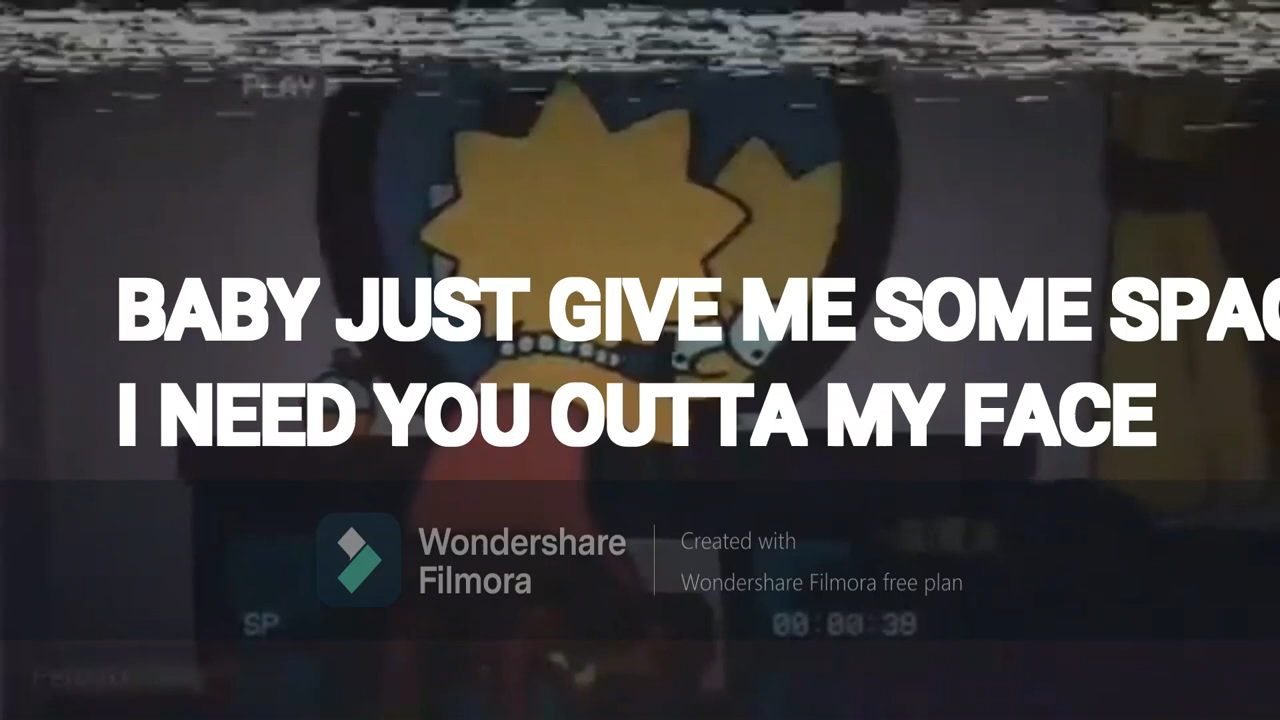 PLAY
BABY JUST GIVE ME SOME SPAC
I NEED YOU OUTTA MY FACE
Wondershare
Filmora
Created with
Wondershare Filmora free plan
SP
00:00:39